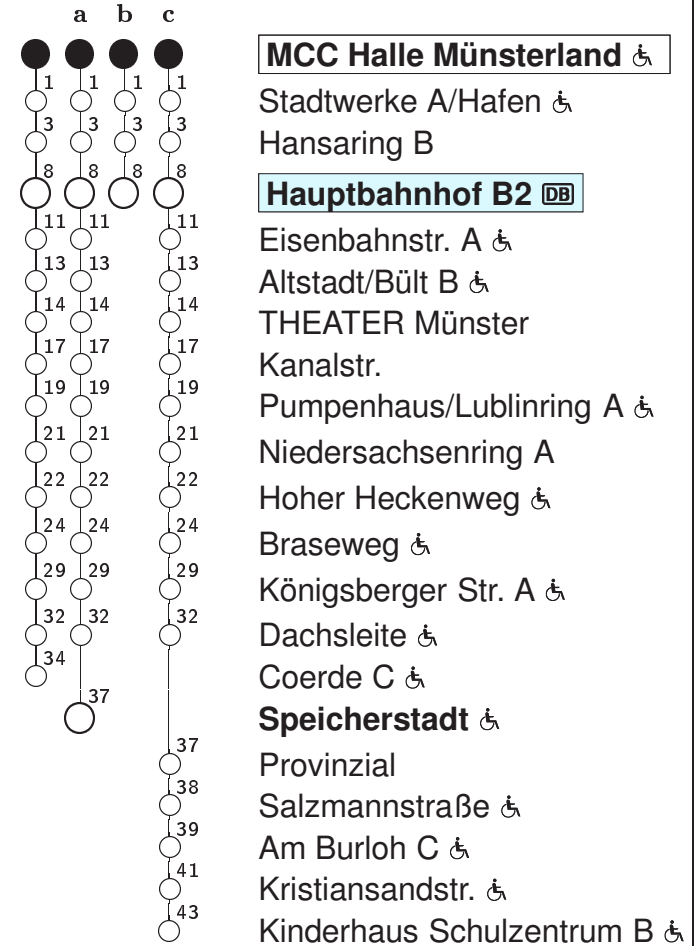 a b c
MCC Halle Münsterland
1 1 1 1 Stadtwerke A/Hafen
3 3 3 3 Hansaring B
8 8 8 8 Hauptbahnhof B2 DB
11 11 11 Eisenbahnstr. A
13 13 13 Altstadt/Bült B
14 14 14 THEATER Münster
17 17 17 Kanalstr.
19 19 19 Pumpenhaus/Lublinring A
21 21 21 Niedersachsenring A
22 22 22 Hoher Heckenweg
24 24 24 Braseweg
29 29 29 Königsberger Str. A
32 32 32 Dachsleite
34 Coerde C
37 Speicherstadt
37 Provinzial
38 Salzmannstraße
39 Am Burloh C
41 Kristiansandstr.
43 Kinderhaus Schulzentrum B